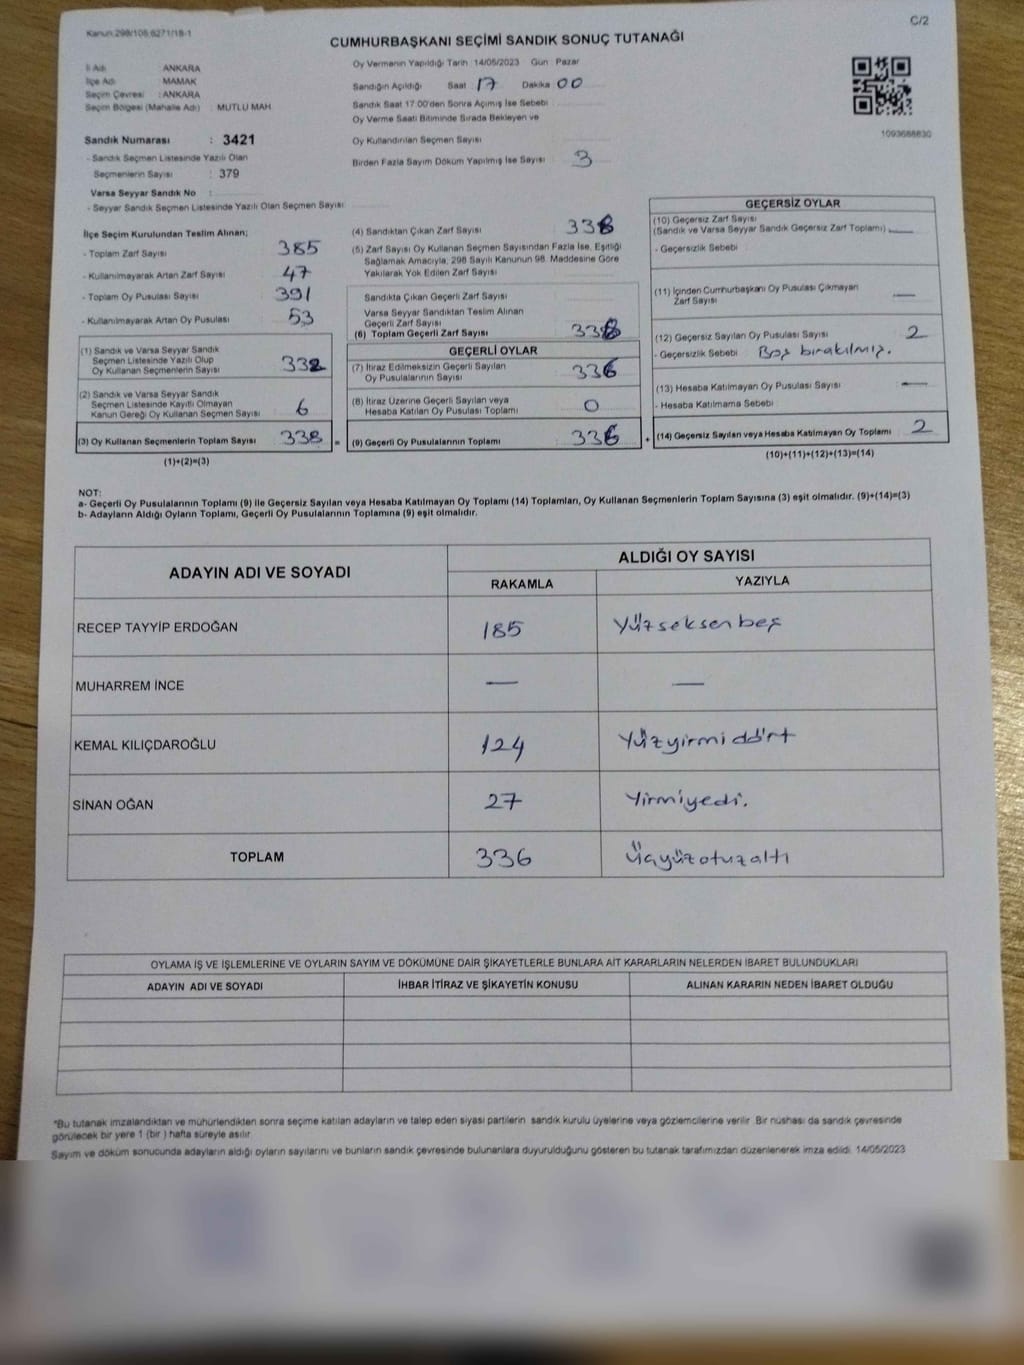 Kanun:298/105;6271/18-1
C/2
CUMHURBAŞKANI SEÇİMİ SANDIK SONUÇ TUTANAĞI
İl Adı : ANKARA
İlçe Adı : MAMAK
Seçim Çevresi : ANKARA
Seçim Bölgesi (Mahalle Adı) : MUTLU MAH.
Sandık Numarası : 3421
- Sandık Seçmen Listesinde Yazılı Olan
Seçmenlerin Sayısı : 379
Varsa Seyyar Sandık No :
- Seyyar Sandık Seçmen Listesinde Yazılı Olan Seçmen Sayısı:
Oy Vermenin Yapıldığı Tarih :14/05/2023 Gün : Pazar
Sandığın Açıldığı Saat 17 Dakika 00
Sandık Saat 17:00'den Sonra Açılmış İse Sebebi
Oy Verme Saati Bitiminde Sırada Bekleyen ve
Oy Kullandırılan Seçmen Sayısı
Birden Fazla Sayım Döküm Yapılmış İse Sayısı 3
1093688830
İlçe Seçim Kurulundan Teslim Alınan;
- Toplam Zarf Sayısı 385
- Kullanılmayarak Artan Zarf Sayısı 47
- Toplam Oy Pusulası Sayısı 391
- Kullanılmayarak Artan Oy Pusulası 53
(1) Sandık ve Varsa Seyyar Sandık
Seçmen Listesinde Yazılı Olup
Oy Kullanan Seçmenlerin Sayısı 332
(2) Sandık ve Varsa Seyyar Sandık
Seçmen Listesinde Kayıtlı Olmayan
Kanun Gereği Oy Kullanan Seçmen Sayısı 6
(3) Oy Kullanan Seçmenlerin Toplam Sayısı 338 =
(1)+(2)=(3)
(4) Sandıktan Çıkan Zarf Sayısı 338
(5) Zarf Sayısı Oy Kullanan Seçmen Sayısından Fazla İse, Eşitliği
Sağlamak Amacıyla, 298 Sayılı Kanunun 98. Maddesine Göre
Yakılarak Yok Edilen Zarf Sayısı
Sandıkta Çıkan Geçerli Zarf Sayısı
Varsa Seyyar Sandıktan Teslim Alınan
Geçerli Zarf Sayısı
(6) Toplam Geçerli Zarf Sayısı 338
GEÇERLİ OYLAR
(7) İtiraz Edilmeksizin Geçerli Sayılan
Oy Pusulalarının Sayısı 336
(8) İtiraz Üzerine Geçerli Sayılan veya
Hesaba Katılan Oy Pusulası Toplamı 0
(9) Geçerli Oy Pusulalarının Toplamı 336 +
GEÇERSİZ OYLAR
(10) Geçersiz Zarf Sayısı
(Sandık ve Varsa Seyyar Sandık Geçersiz Zarf Toplamı) —
- Geçersizlik Sebebi
(11) İçinden Cumhurbaşkanı Oy Pusulası Çıkmayan
Zarf Sayısı —
(12) Geçersiz Sayılan Oy Pusulası Sayısı 2
- Geçersizlik Sebebi Boş bırakılmış.
(13) Hesaba Katılmayan Oy Pusulası Sayısı —
- Hesaba Katılmama Sebebi
(14) Geçersiz Sayılan veya Hesaba Katılmayan Oy Toplamı 2
(10)+(11)+(12)+(13)=(14)
NOT:
a- Geçerli Oy Pusulalarının Toplamı (9) ile Geçersiz Sayılan veya Hesaba Katılmayan Oy Toplamı (14) Toplamları, Oy Kullanan Seçmenlerin Toplam Sayısına (3) eşit olmalıdır. (9)+(14)=(3)
b- Adayların Aldığı Oyların Toplamı, Geçerli Oy Pusulalarının Toplamına (9) eşit olmalıdır.
ADAYIN ADI VE SOYADI
ALDIĞI OY SAYISI
RAKAMLA YAZIYLA
RECEP TAYYİP ERDOĞAN 185 Yüzseksenbeş
MUHARREM İNCE — —
KEMAL KILIÇDAROĞLU 124 Yüzyirmidört
SİNAN OĞAN 27 Yirmiyedi.
TOPLAM 336 Üçyüzotuzaltı
OYLAMA İŞ VE İŞLEMLERİNE VE OYLARIN SAYIM VE DÖKÜMÜNE DAİR ŞİKAYETLERLE BUNLARA AİT KARARLARIN NELERDEN İBARET BULUNDUKLARI
ADAYIN ADI VE SOYADI İHBAR İTİRAZ VE ŞİKAYETİN KONUSU ALINAN KARARIN NEDEN İBARET OLDUĞU
*Bu tutanak imzalandıktan ve mühürlendikten sonra seçime katılan adayların ve talep eden siyasi partilerin sandık kurulu üyelerine veya gözlemcilerine verilir. Bir nüshası da sandık çevresinde
görülecek bir yere 1 (bir) hafta süreyle asılır.
Sayım ve döküm sonucunda adayların aldığı oyların sayılarını ve bunların sandık çevresinde bulunanlara duyurulduğunu gösteren bu tutanak tarafımızdan düzenlenerek imza edildi. 14/05/2023